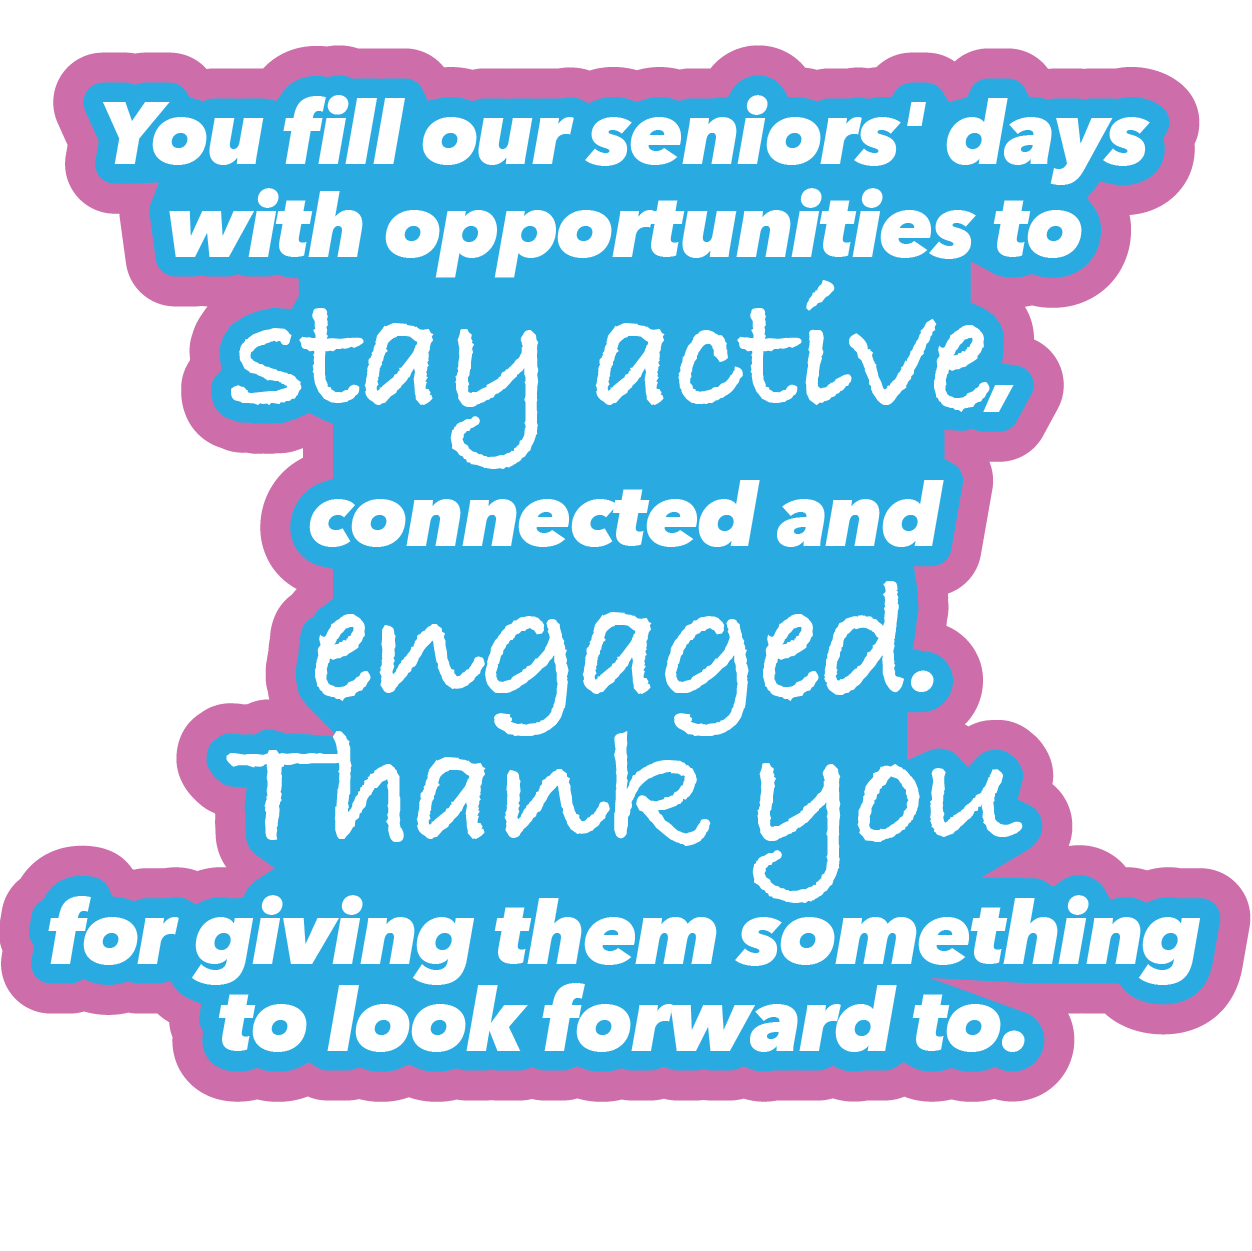 You fill our seniors' days
with opportunities to
stay active,
connected and
engaged.
Thank you
for giving them something
to look forward to.